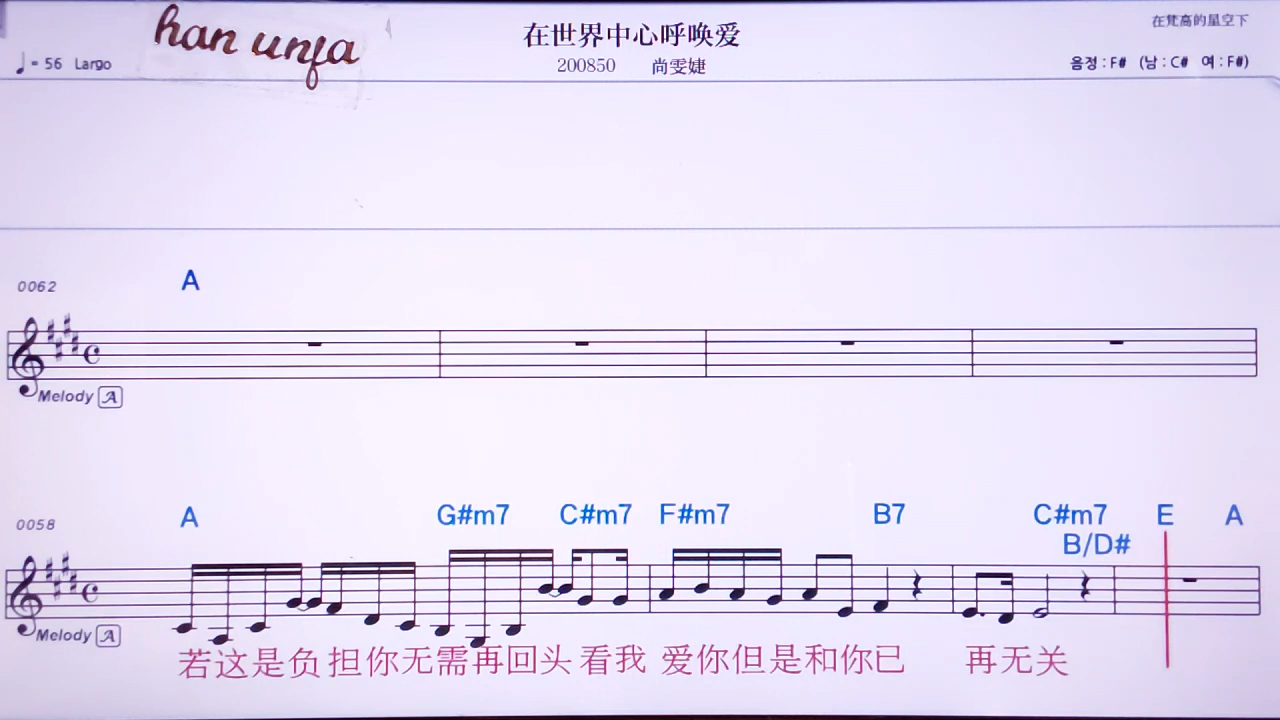 han unfa
在世界中心呼唤爱
在梵高的星空下
♩= 56 Largo
200850 尚雯婕
음정 : F# (남 : C# 여 : F#)
0062
A
Melody A
0058
A G#m7 C#m7 F#m7 B7 C#m7 E A
B/D#
Melody A
若这是负担你无需再回头看我 爱你但是和你已 再无关